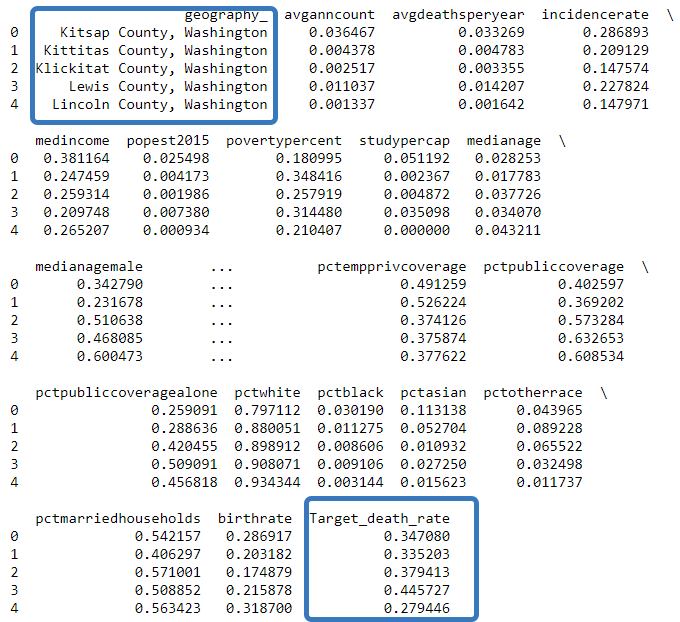 geography_ avganncount avgdeathsperyear incidencerate \
0 Kitsap County, Washington 0.036467 0.033269 0.286893
1 Kittitas County, Washington 0.004378 0.004783 0.209129
2 Klickitat County, Washington 0.002517 0.003355 0.147574
3 Lewis County, Washington 0.011037 0.014207 0.227824
4 Lincoln County, Washington 0.001337 0.001642 0.147971
medincome popest2015 povertypercent studypercap medianage \
0 0.381164 0.025498 0.180995 0.051192 0.028253
1 0.247459 0.004173 0.348416 0.002367 0.017783
2 0.259314 0.001986 0.257919 0.004872 0.037726
3 0.209748 0.007380 0.314480 0.035098 0.034070
4 0.265207 0.000934 0.210407 0.000000 0.043211
medianagemale ... pctempprivcoverage pctpubliccoverage \
0 0.342790 ... 0.491259 0.402597
1 0.231678 ... 0.526224 0.369202
2 0.510638 ... 0.374126 0.573284
3 0.468085 ... 0.375874 0.632653
4 0.600473 ... 0.377622 0.608534
pctpubliccoveragealone pctwhite pctblack pctasian pctotherrace \
0 0.259091 0.797112 0.030190 0.113138 0.043965
1 0.288636 0.880051 0.011275 0.052704 0.089228
2 0.420455 0.898912 0.008606 0.010932 0.065522
3 0.509091 0.908071 0.009106 0.027250 0.032498
4 0.456818 0.934344 0.003144 0.015623 0.011737
pctmarriedhouseholds birthrate Target_death_rate
0 0.542157 0.286917 0.347080
1 0.406297 0.203182 0.335203
2 0.571001 0.174879 0.379413
3 0.508852 0.215878 0.445727
4 0.563423 0.318700 0.279446